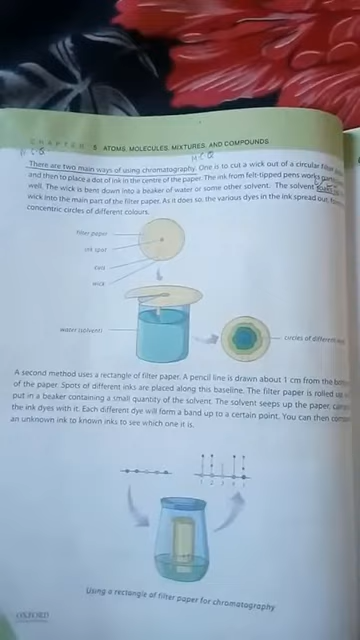 CHAPTER 5 ATOMS, MOLECULES, MIXTURES, AND COMPOUNDS
There are two main ways of using chromatography. One is to cut a wick out of a circular filter
and then to place a dot of ink in the centre of the paper. The ink from felt-tipped pens works
well. The wick is bent down into a beaker of water or some other solvent. The solvent
wick into the main part of the filter paper. As it does so, the various dyes in the ink spread out,
concentric circles of different colours.
filter paper
ink spot
cut
wick
water (solvent)
circles of different
A second method uses a rectangle of filter paper. A pencil line is drawn about 1 cm from the
of the paper. Spots of different inks are placed along this baseline. The filter paper is rolled
put in a beaker containing a small quantity of the solvent. The solvent seeps up the paper,
the ink dyes with it. Each different dye will form a band up to a certain point. You can then
an unknown ink to known inks to see which one is.
Using a rectangle of filter paper for chromatography
OXFORD